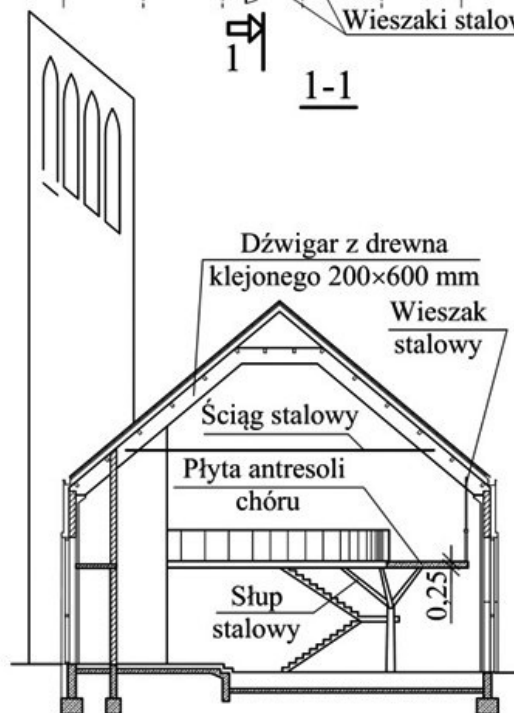 Wieszaki stalow
1
1-1
Dźwigar z drewna
klejonego 200×600 mm
Wieszak
stalowy
Ściąg stalowy
Płyta antresoli
chóru
Słup
stalowy
0,25